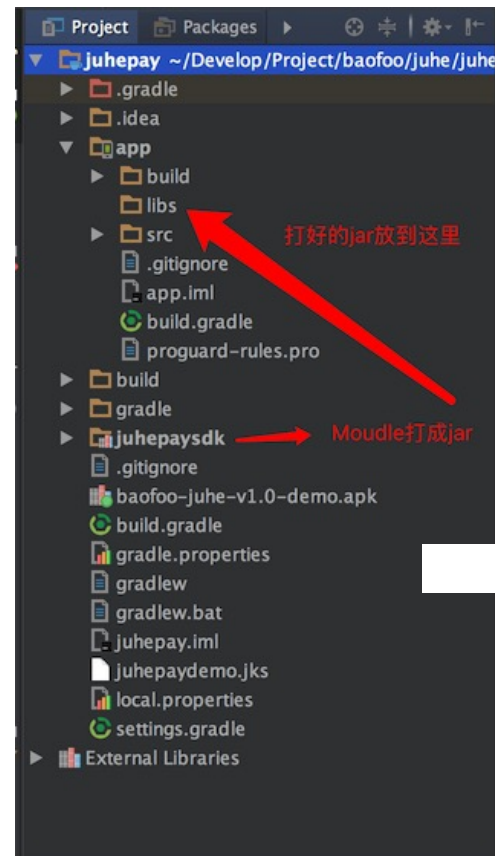 Project Packages
juhepay ~/Develop/Project/baofoo/juhe/juhe
.gradle
.idea
app
build
libs
src
打好的jar放到这里
.gitignore
app.iml
build.gradle
proguard-rules.pro
build
gradle
juhepaysdk
Moudle打成jar
.gitignore
baofoo-juhe-v1.0-demo.apk
build.gradle
gradle.properties
gradlew
gradlew.bat
juhepay.iml
juhepaydemo.jks
local.properties
settings.gradle
External Libraries